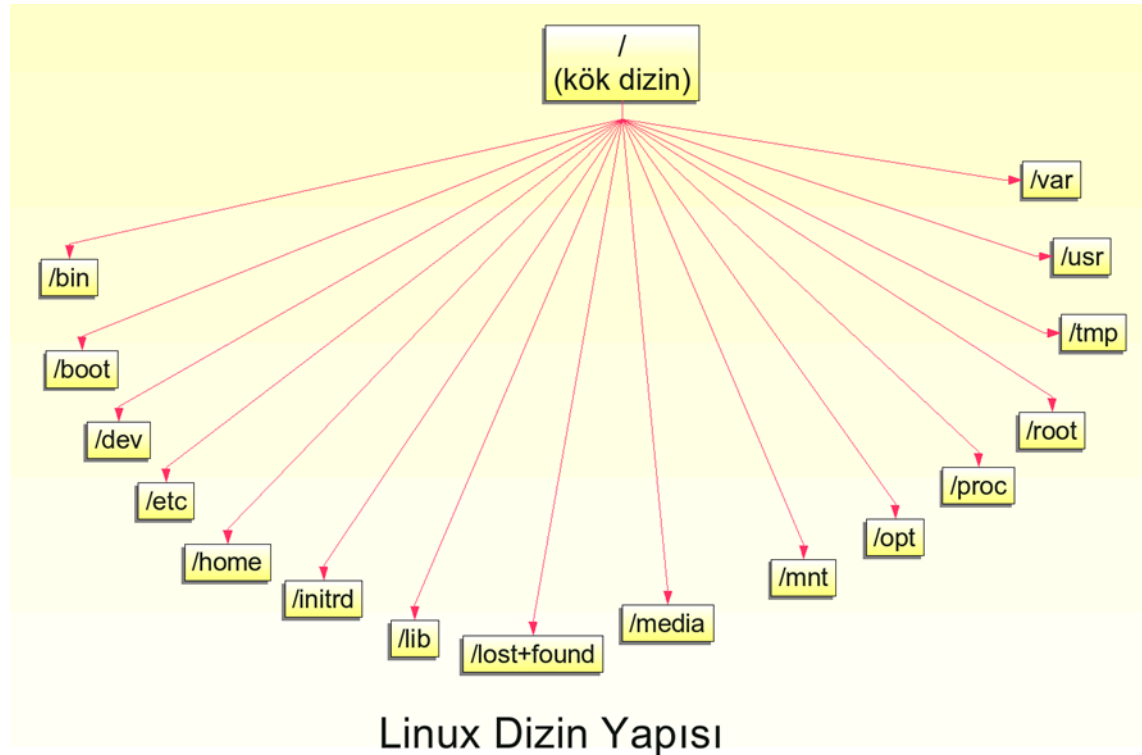 /
(kök dizin)
/var
/usr
/bin
/tmp
/boot
/root
/dev
/proc
/etc
/opt
/home
/mnt
/initrd
/media
/lib
/lost+found
Linux Dizin Yapısı